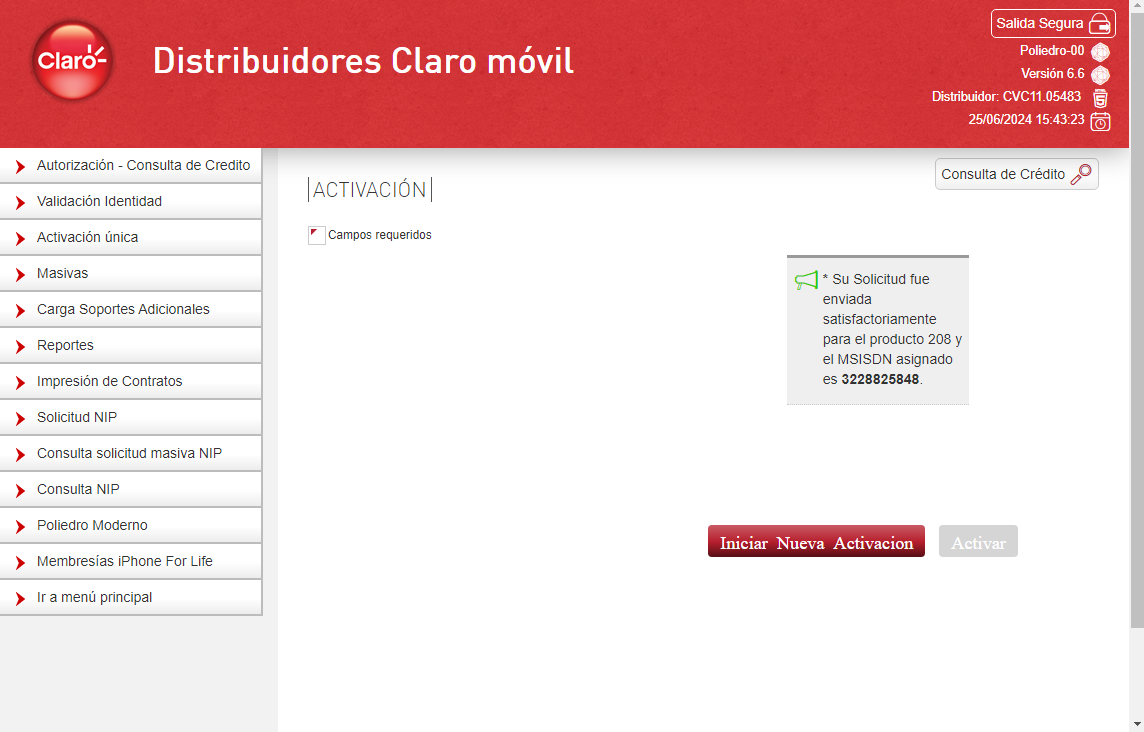 Claro
Distribuidores Claro móvil
Salida Segura
Poliedro-00
Versión 6.6
Distribuidor: CVC11.05483
25/06/2024 15:43:23
Autorización - Consulta de Credito
Validación Identidad
Activación única
Masivas
Carga Soportes Adicionales
Reportes
Impresión de Contratos
Solicitud NIP
Consulta solicitud masiva NIP
Consulta NIP
Poliedro Moderno
Membresías iPhone For Life
Ir a menú principal
Consulta de Crédito
|ACTIVACIÓN|
Campos requeridos
* Su Solicitud fue
enviada
satisfactoriamente
para el producto 208 y
el MSISDN asignado
es 3228825848.
Iniciar Nueva Activacion
Activar